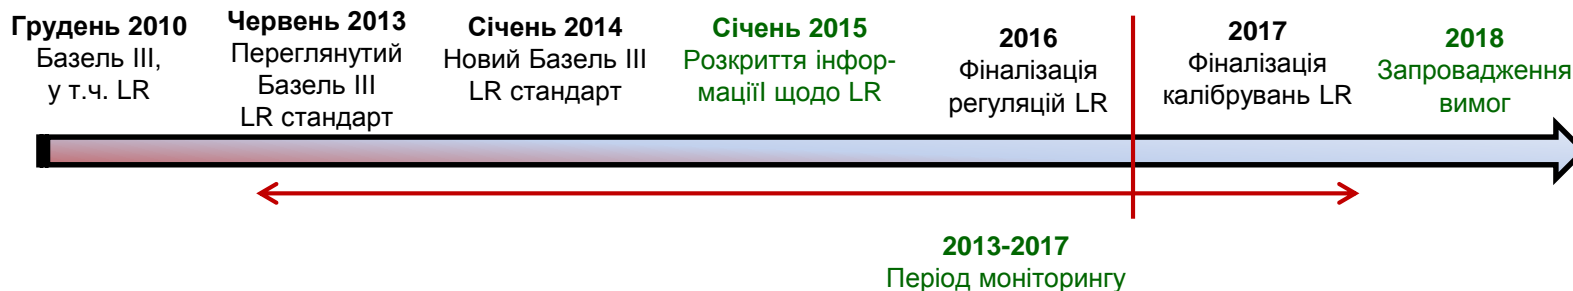 Грудень 2010
Базель III,
у т.ч. LR
Червень 2013
Переглянутий
Базель III
LR стандарт
Січень 2014
Новий Базель III
LR стандарт
Січень 2015
Розкриття інфор-
маціїІ щодо LR
2016
Фіналізація
регуляцій LR
2017
Фіналізація
калібрувань LR
2018
Запровадження
вимог
2013-2017
Період моніторингу